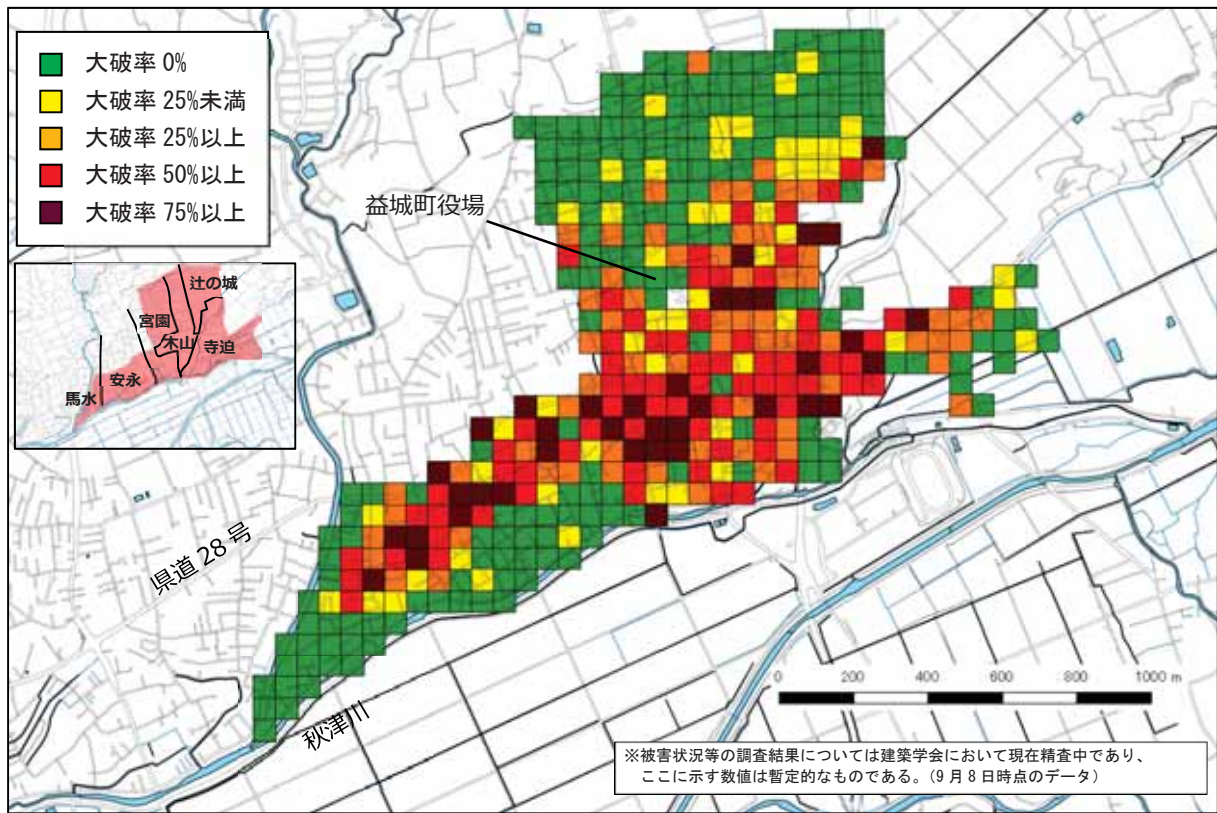 大破率 0%
大破率 25%未満
大破率 25%以上
大破率 50%以上
大破率 75%以上
益城町役場
辻の城
宮園
木山
寺迫
安永
馬水
県道 28 号
秋津川
0 200 400 600 800 1000 m
※被害状況等の調査結果については建築学会において現在精査中であり、
ここに示す数値は暫定的なものである。(9 月 8 日時点のデータ)